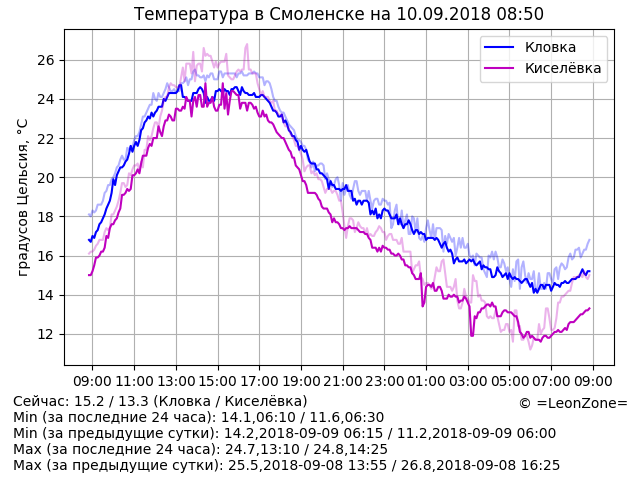 Температура в Смоленске на 10.09.2018 08:50
Кловка
Киселёвка
градусов Цельсия, °C
26
24
22
20
18
16
14
12
09:00 11:00 13:00 15:00 17:00 19:00 21:00 23:00 01:00 03:00 05:00 07:00 09:00
Сейчас: 15.2 / 13.3 (Кловка / Киселёвка)
© =LeonZone=
Min (за последние 24 часа): 14.1,06:10 / 11.6,06:30
Min (за предыдущие сутки): 14.2,2018-09-09 06:15 / 11.2,2018-09-09 06:00
Max (за последние 24 часа): 24.7,13:10 / 24.8,14:25
Max (за предыдущие сутки): 25.5,2018-09-08 13:55 / 26.8,2018-09-08 16:25